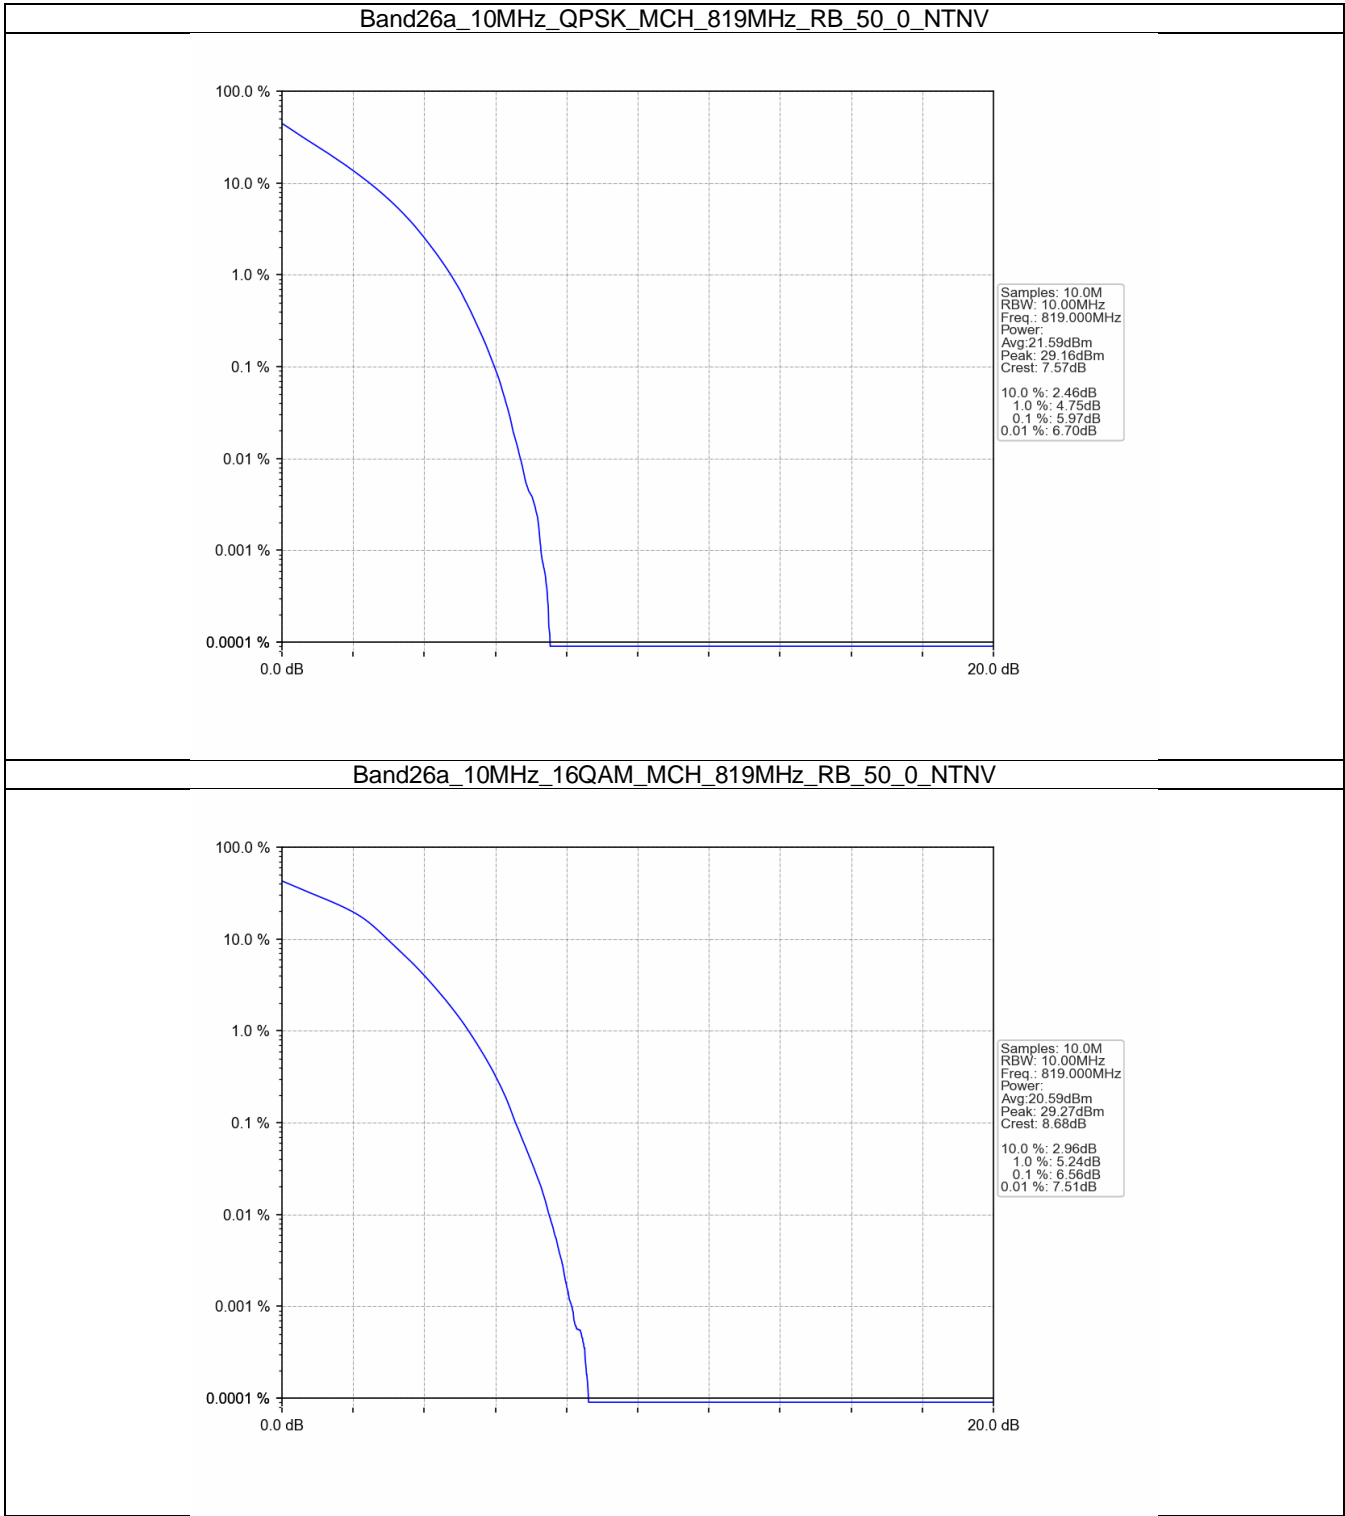 Band26a_10MHz_QPSK_MCH_819MHz_RB_50_0_NTNV
100.0 %
10.0 %
1.0 %
0.1 %
0.01 %
0.001 %
0.0001 %
0.0 dB
20.0 dB
Samples: 10.0M
RBW: 10.00MHz
Freq.: 819.000MHz
Power:
Avg:21.59dBm
Peak: 29.16dBm
Crest: 7.57dB
10.0 %: 2.46dB
1.0 %: 4.75dB
0.1 %: 5.97dB
0.01 %: 6.70dB
Band26a_10MHz_16QAM_MCH_819MHz_RB_50_0_NTNV
100.0 %
10.0 %
1.0 %
0.1 %
0.01 %
0.001 %
0.0001 %
0.0 dB
20.0 dB
Samples: 10.0M
RBW: 10.00MHz
Freq.: 819.000MHz
Power:
Avg:20.59dBm
Peak: 29.27dBm
Crest: 8.68dB
10.0 %: 2.96dB
1.0 %: 5.24dB
0.1 %: 6.56dB
0.01 %: 7.51dB